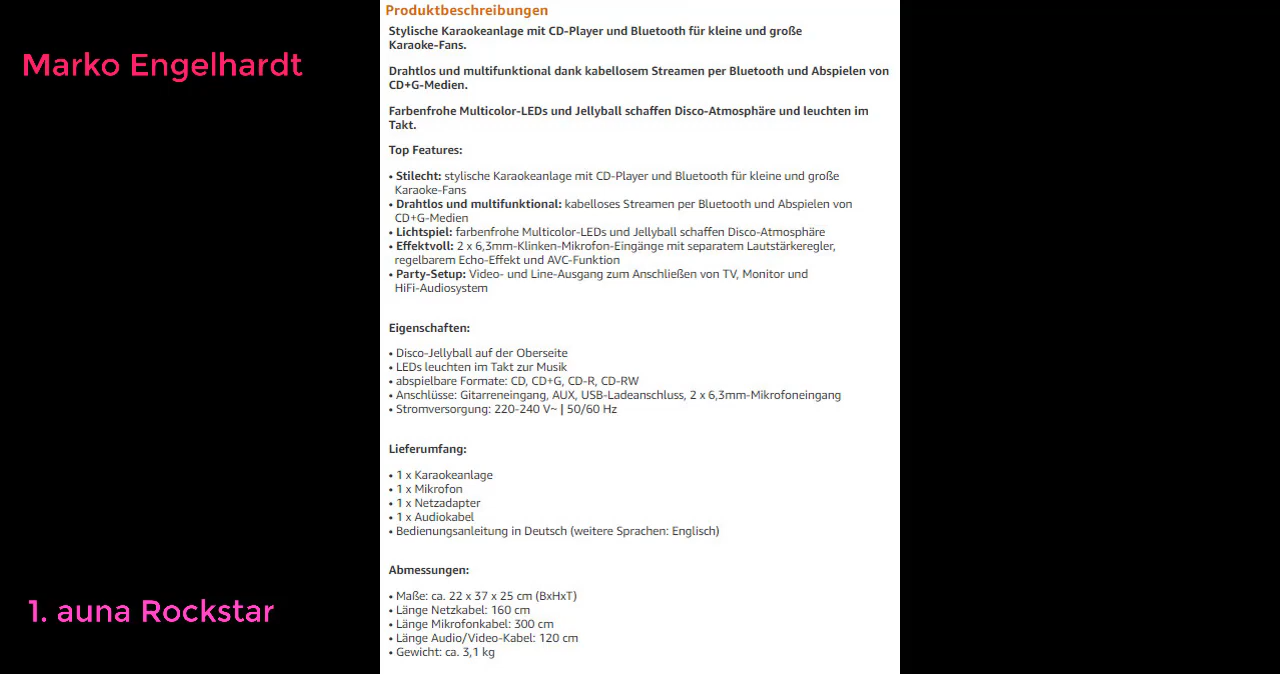 Produktbeschreibungen
Stylische Karaokeanlage mit CD-Player und Bluetooth für kleine und große
Karaoke-Fans.
Marko Engelhardt
Drahtlos und multifunktional dank kabellosem Streamen per Bluetooth und Abspielen von
CD+G-Medien.
Farbenfrohe Multicolor-LEDs und Jellyball schaffen Disco-Atmosphäre und leuchten im
Takt.
Top Features:
• Stilecht: stylische Karaokeanlage mit CD-Player und Bluetooth für kleine und große
Karaoke-Fans
• Drahtlos und multifunktional: kabelloses Streamen per Bluetooth und Abspielen von
CD+G-Medien
• Lichtspiel: farbenfrohe Multicolor-LEDs und Jellyball schaffen Disco-Atmosphäre
• Effektvoll: 2 x 6,3mm-Klinken-Mikrofon-Eingänge mit separatem Lautstärkeregler,
regelbarem Echo-Effekt und AVC-Funktion
• Party-Setup: Video- und Line-Ausgang zum Anschließen von TV, Monitor und
HiFi-Audiosystem
Eigenschaften:
• Disco-Jellyball auf der Oberseite
• LEDs leuchten im Takt zur Musik
• abspielbare Formate: CD, CD+G, CD-R, CD-RW
• Anschlüsse: Gitarreneingang, AUX, USB-Ladeanschluss, 2 x 6,3mm-Mikrofoneingang
• Stromversorgung: 220-240 V~ | 50/60 Hz
Lieferumfang:
• 1 x Karaokeanlage
• 1 x Mikrofon
• 1 x Netzadapter
• 1 x Audiokabel
• Bedienungsanleitung in Deutsch (weitere Sprachen: Englisch)
Abmessungen:
• Maße: ca. 22 x 37 x 25 cm (BxHxT)
• Länge Netzkabel: 160 cm
• Länge Mikrofonkabel: 300 cm
• Länge Audio/Video-Kabel: 120 cm
• Gewicht: ca. 3,1 kg
1. auna Rockstar